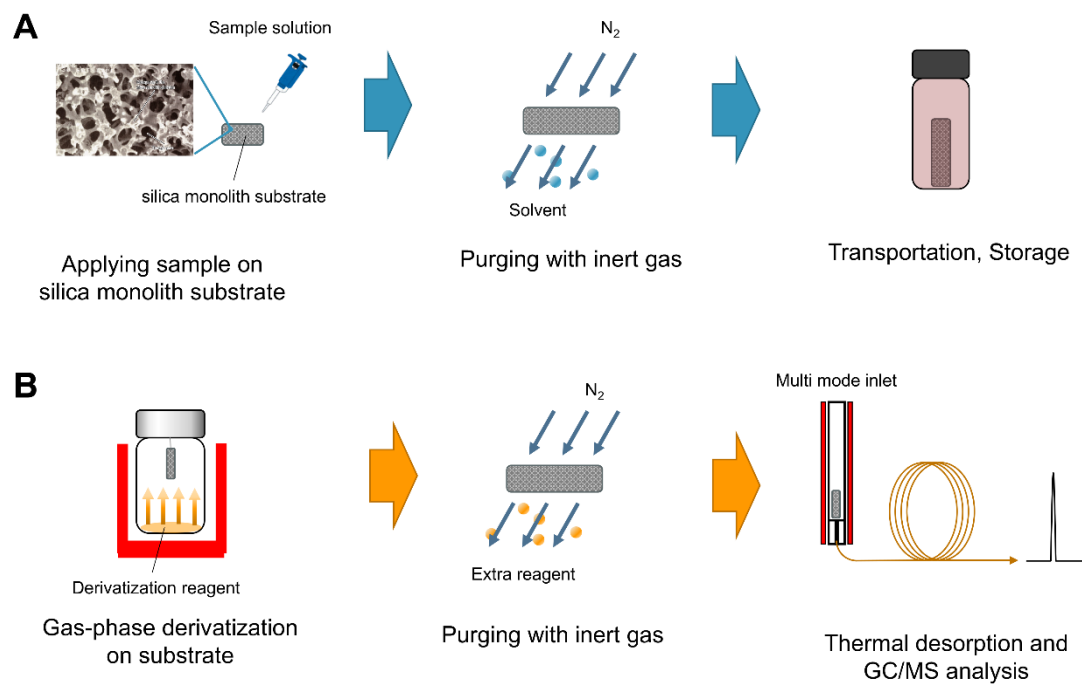 A
Sample solution
N2
silica monolith substrate
Solvent
Applying sample on
silica monolith substrate
Purging with inert gas
Transportation, Storage
B
Multi mode inlet
N2
Derivatization reagent
Extra reagent
Gas-phase derivatization
on substrate
Purging with inert gas
Thermal desorption and
GC/MS analysis